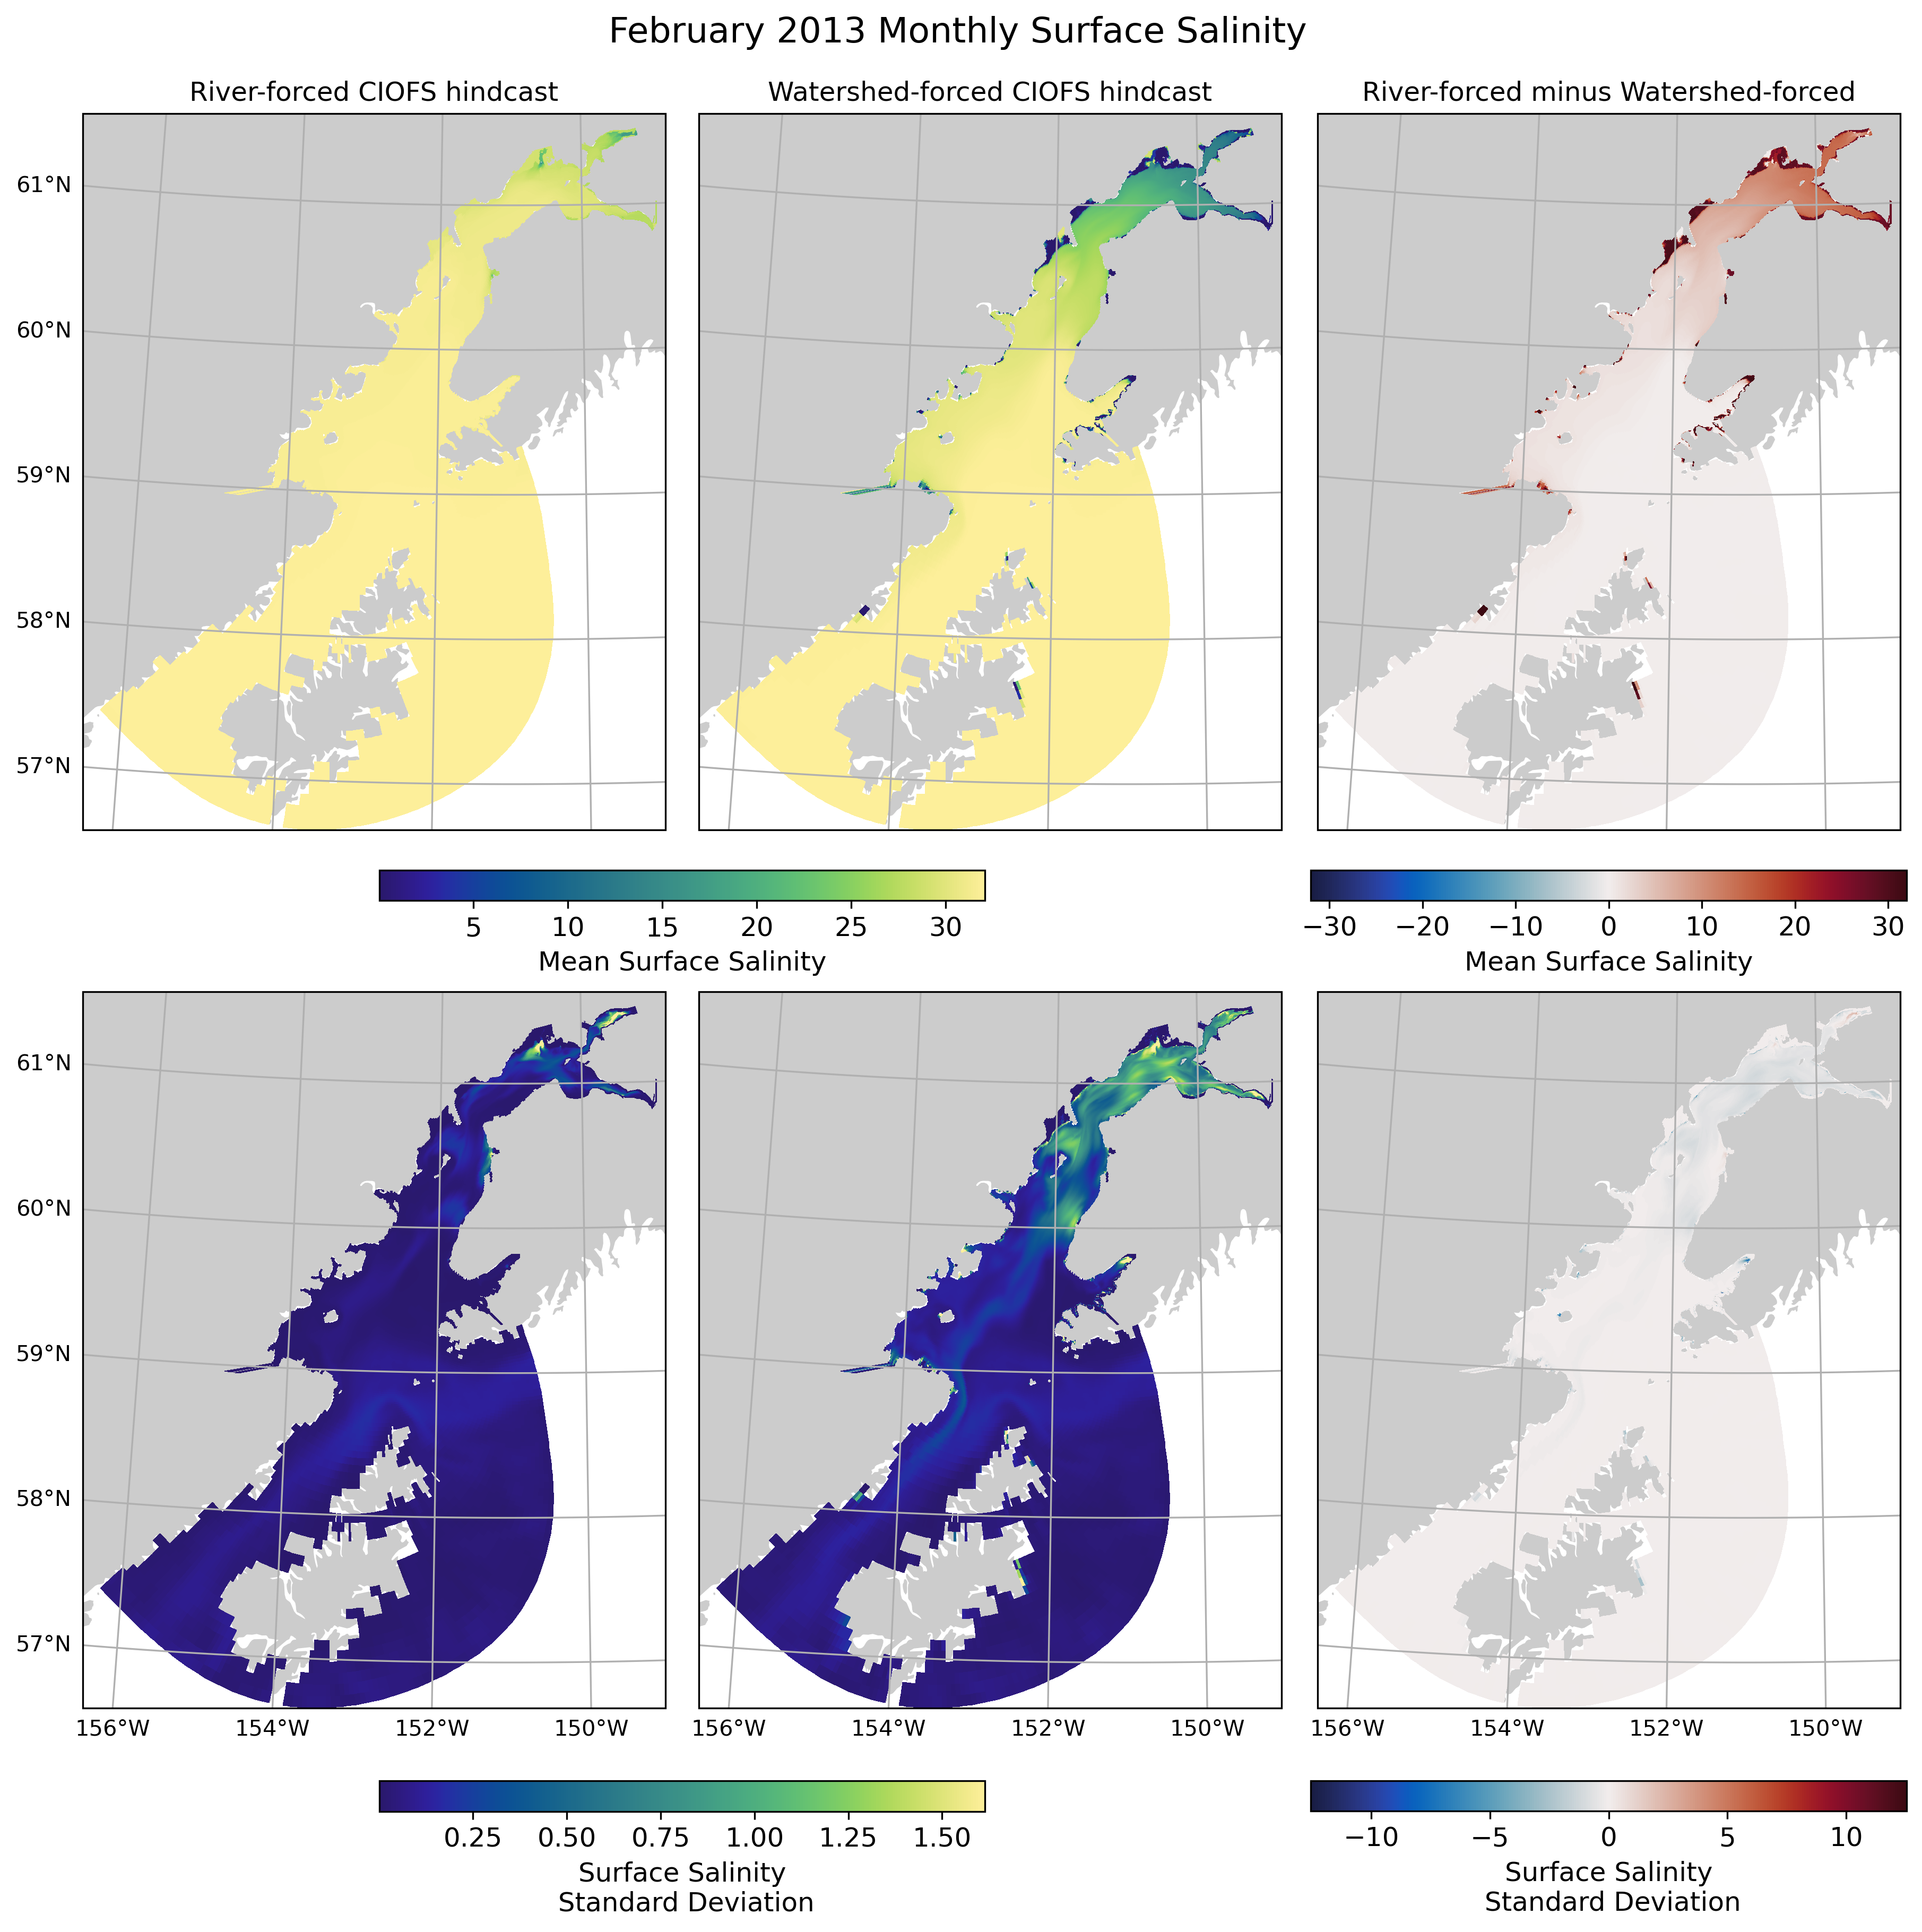 February 2013 Monthly Surface Salinity
River-forced CIOFS hindcast
Watershed-forced CIOFS hindcast
River-forced minus Watershed-forced
61°N
60°N
59°N
58°N
57°N
5 10 15 20 25 30
Mean Surface Salinity
−30 −20 −10 0 10 20 30
Mean Surface Salinity
61°N
60°N
59°N
58°N
57°N
156°W 154°W 152°W 150°W
156°W 154°W 152°W 150°W
156°W 154°W 152°W 150°W
0.25 0.50 0.75 1.00 1.25 1.50
Surface Salinity
Standard Deviation
−10 −5 0 5 10
Surface Salinity
Standard Deviation